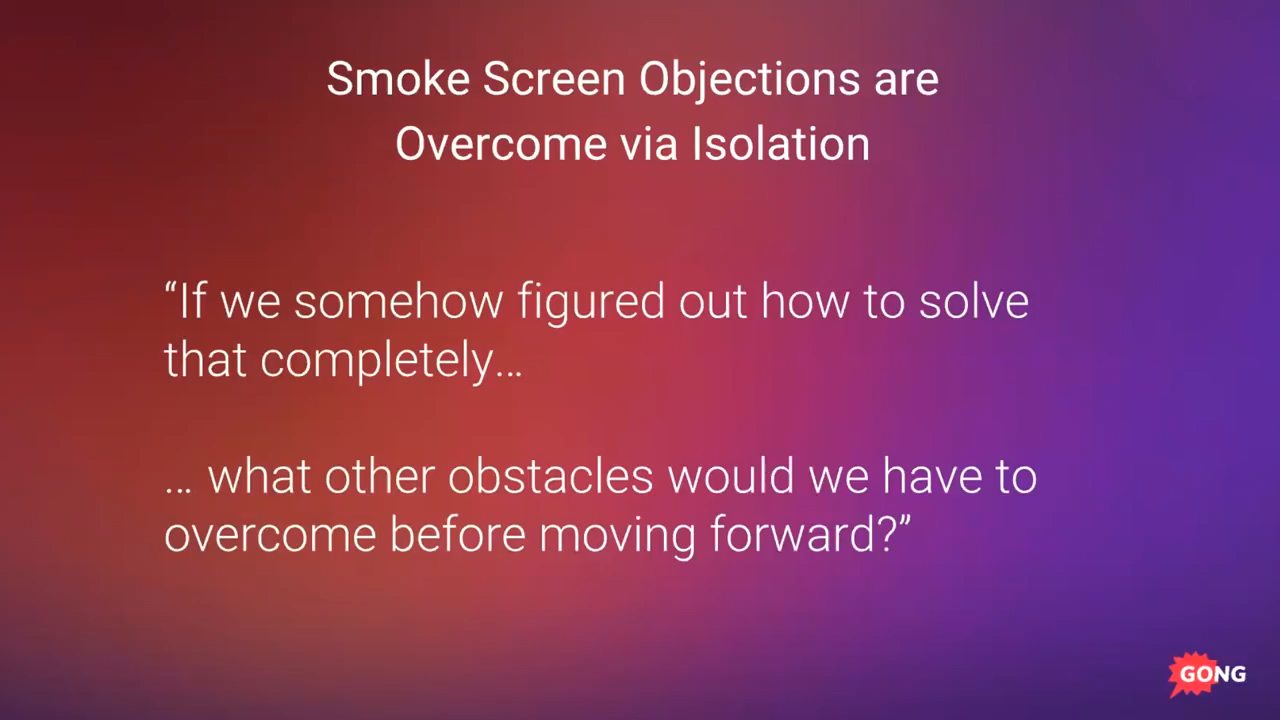 Smoke Screen Objections are
Overcome via Isolation
“If we somehow figured out how to solve
that completely...
... what other obstacles would we have to
overcome before moving forward?”
GONG